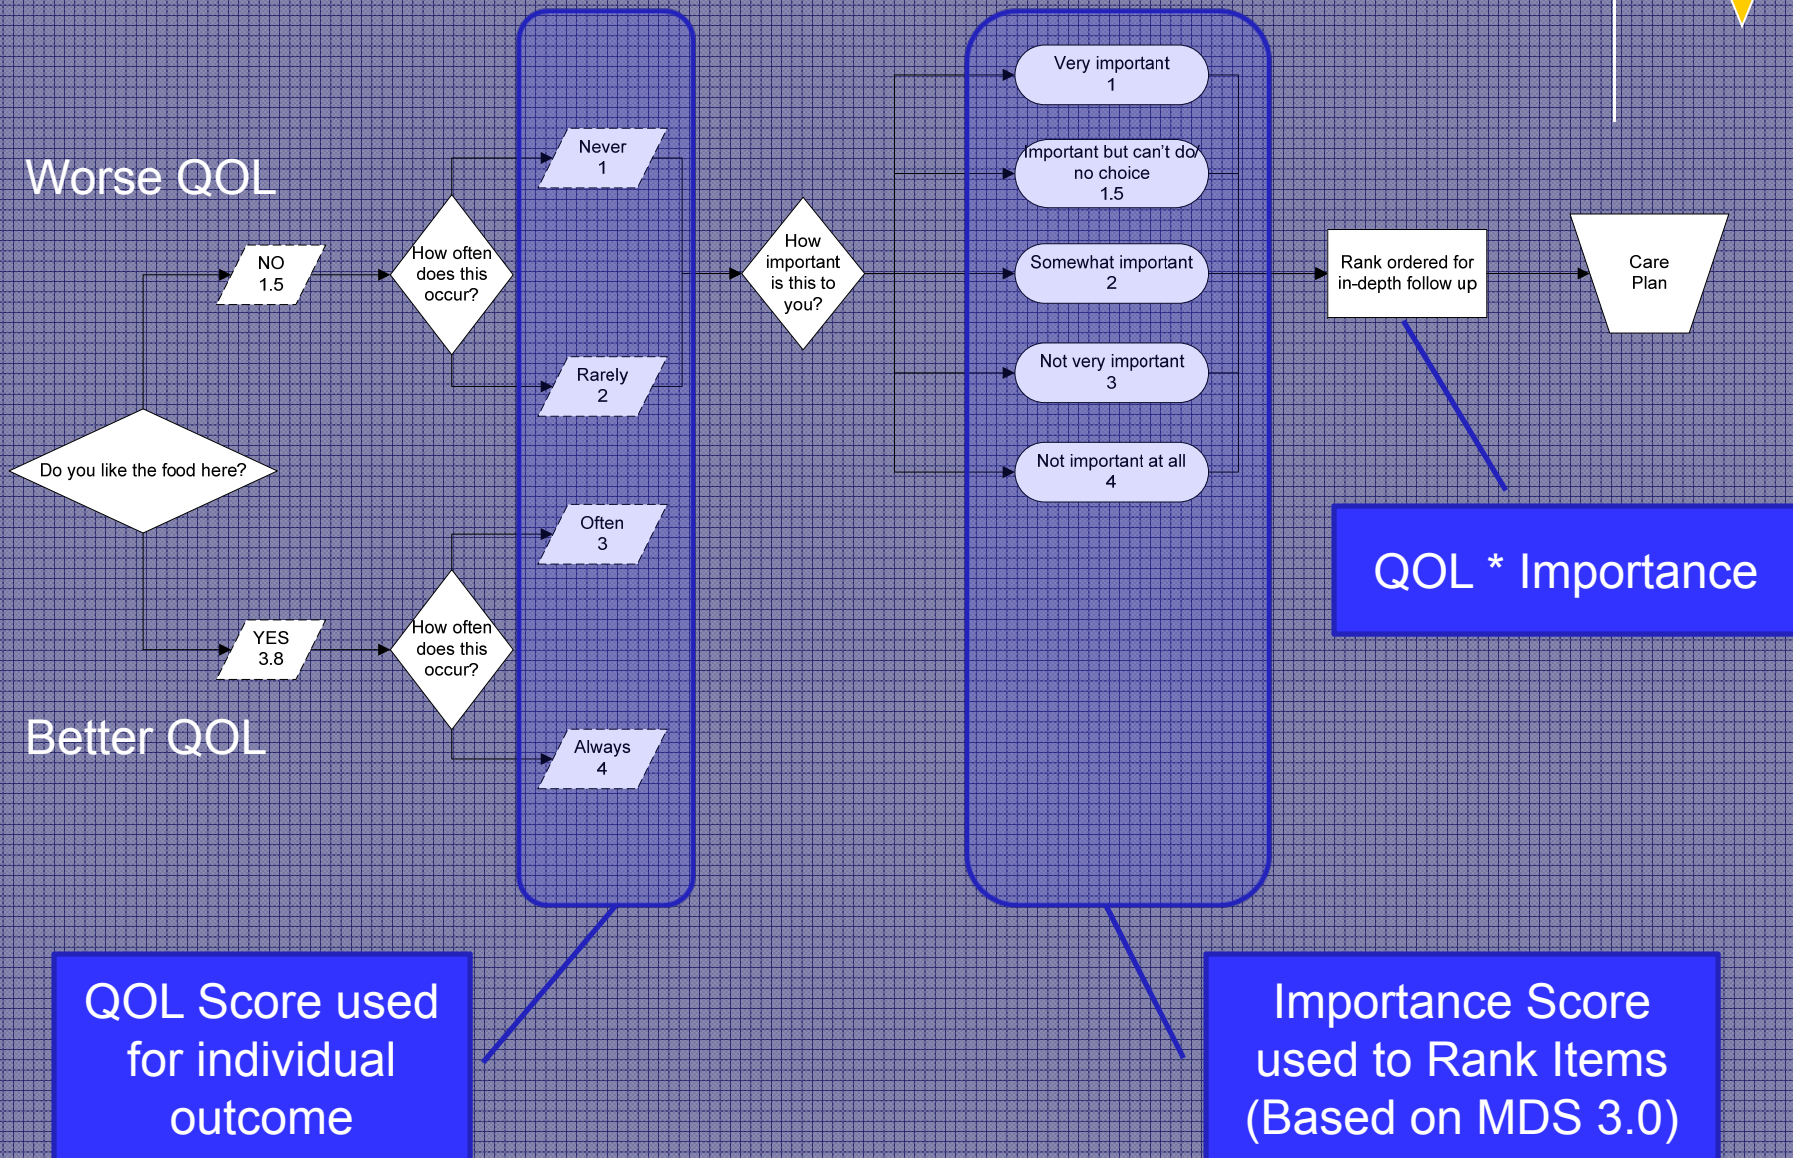 Worse QOL
Do you like the food here?
NO
1.5
YES
3.8
Better QOL
How often
does this
occur?
How often
does this
occur?
Never
1
Rarely
2
Often
3
Always
4
How
important
is this to
you?
Very important
1
Important but can't do/
no choice
1.5
Somewhat important
2
Not very important
3
Not important at all
4
Rank ordered for
in-depth follow up
Care
Plan
QOL * Importance
QOL Score used
for individual
outcome
Importance Score
used to Rank Items
(Based on MDS 3.0)